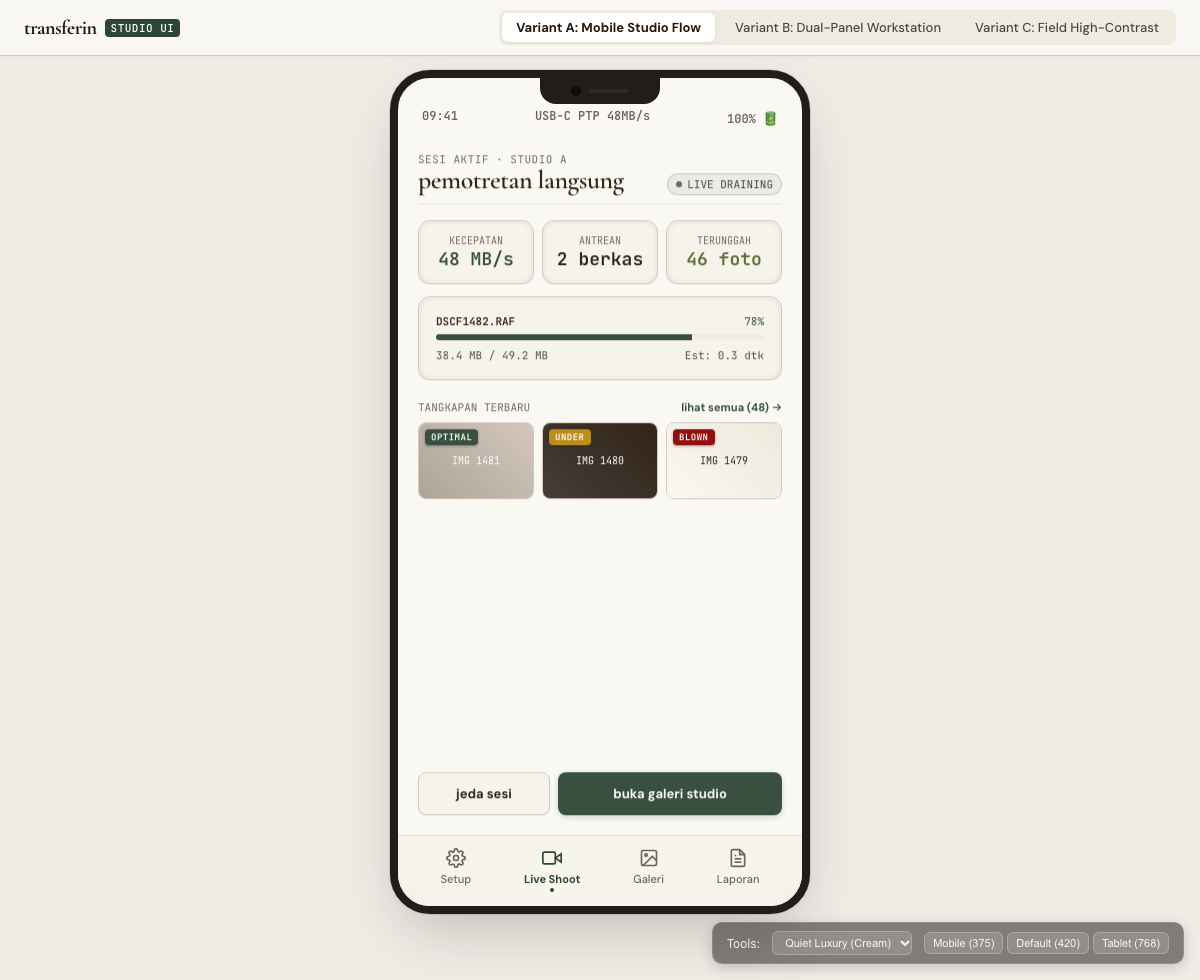 transferin STUDIO UI Variant A: Mobile Studio Flow Variant B: Dual-Panel Workstation Variant C: Field High-Contrast
09:41 USB-C PTP 48MB/s 100%
SESI AKTIF · STUDIO A
pemotretan langsung LIVE DRAINING
KECEPATAN ANTREAN TERUNGGAH
48 MB/s 2 berkas 46 foto
DSCF1482.RAF 78%
38.4 MB / 49.2 MB Est: 0.3 dtk
TANGKAPAN TERBARU lihat semua (48) →
OPTIMAL UNDER BLOWN
IMG 1481 IMG 1480 IMG 1479
jeda sesi buka galeri studio
Setup Live Shoot Galeri Laporan
Tools: Quiet Luxury (Cream) Mobile (375) Default (420) Tablet (768)